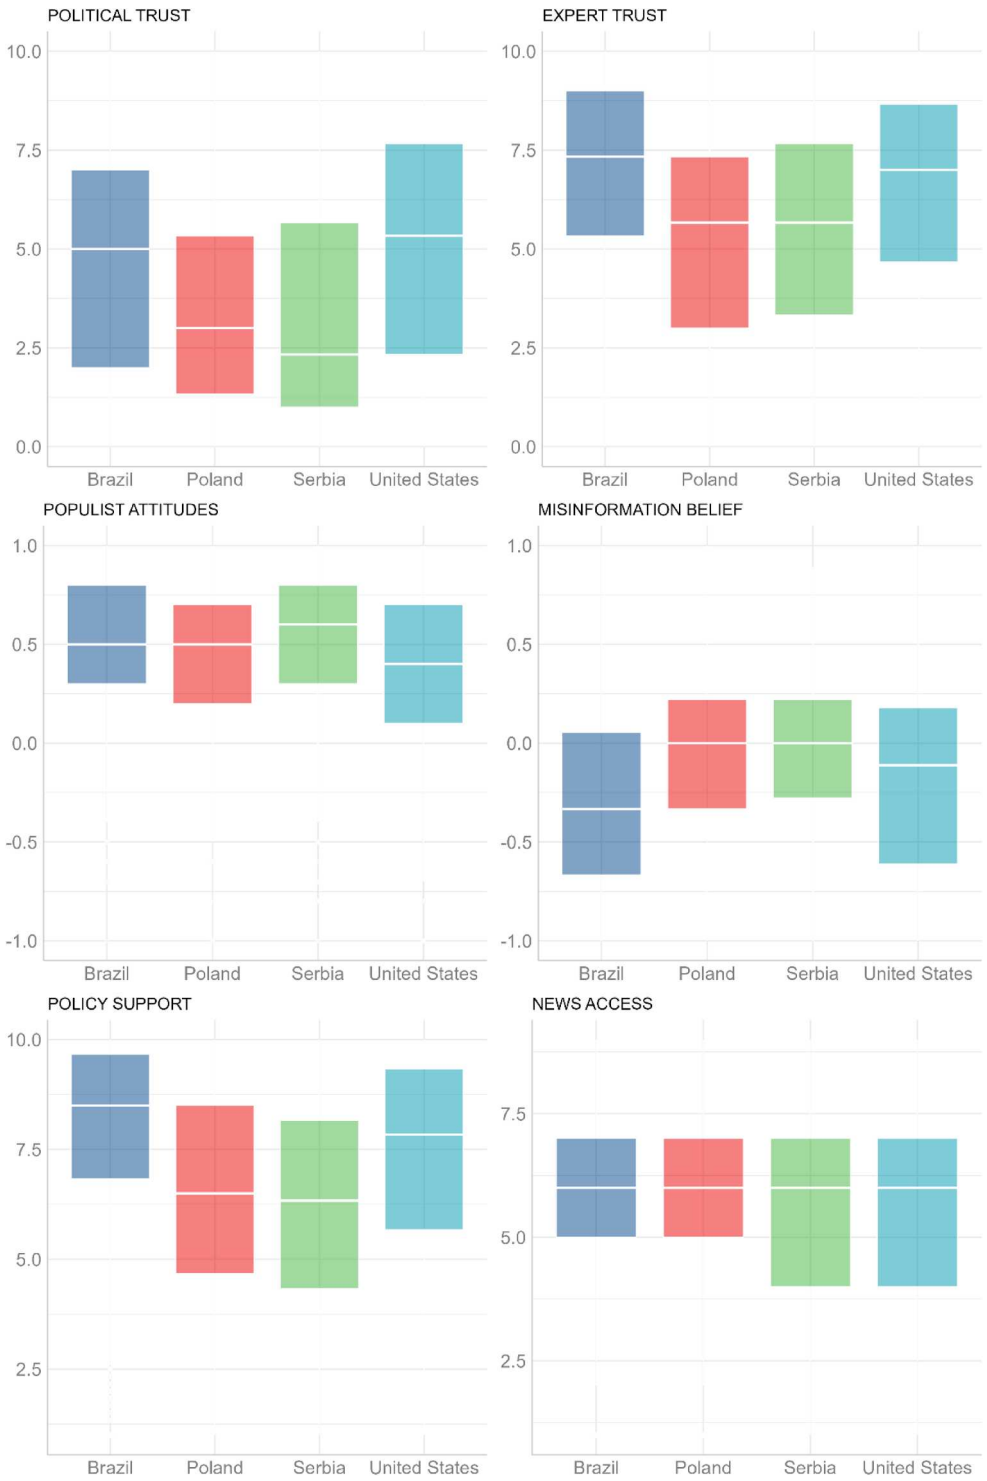 POLITICAL TRUST
10.0
7.5
5.0
2.5
0.0
Brazil Poland Serbia United States
EXPERT TRUST
10.0
7.5
5.0
2.5
0.0
Brazil Poland Serbia United States
POPULIST ATTITUDES
1.0
0.5
0.0
-0.5
-1.0
Brazil Poland Serbia United States
MISINFORMATION BELIEF
1.0
0.5
0.0
-0.5
-1.0
Brazil Poland Serbia United States
POLICY SUPPORT
10.0
7.5
5.0
2.5
Brazil Poland Serbia United States
NEWS ACCESS
7.5
5.0
2.5
Brazil Poland Serbia United States